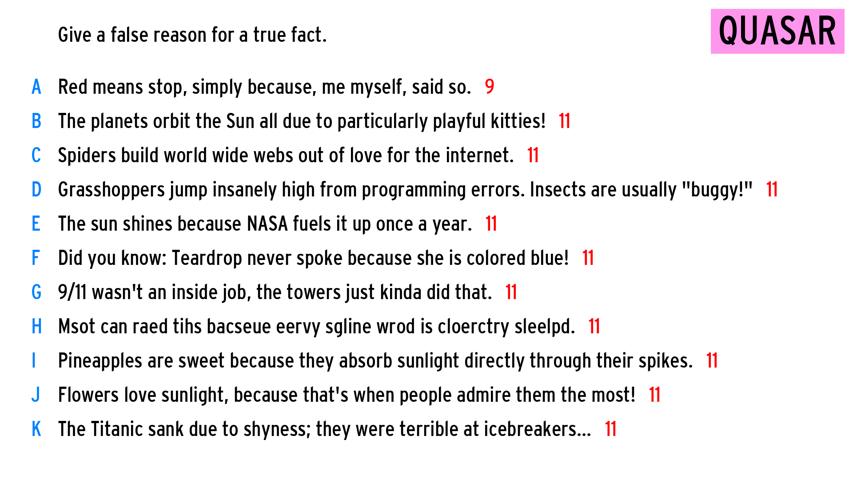 Give a false reason for a true fact.
QUASAR
A Red means stop, simply because, me myself, said so. 9
B The planets orbit the Sun all due to particularly playful kitties! 11
C Spiders build world wide webs out of love for the internet. 11
D Grasshoppers jump insanely high from programming errors. Insects are usually "buggy!" 11
E The sun shines because NASA fuels it up once a year. 11
F Did you know: Teardrop never spoke because she is colored blue! 11
G 9/11 wasn't an inside job, the towers just kinda did that. 11
H Msot can raed tihs bacseue eervy sgline wrod is cloerctry sleelpd. 11
I Pineapples are sweet because they absorb sunlight directly through their spikes. 11
J Flowers love sunlight, because that's when people admire them the most! 11
K The Titanic sank due to shyness; they were terrible at icebreakers... 11